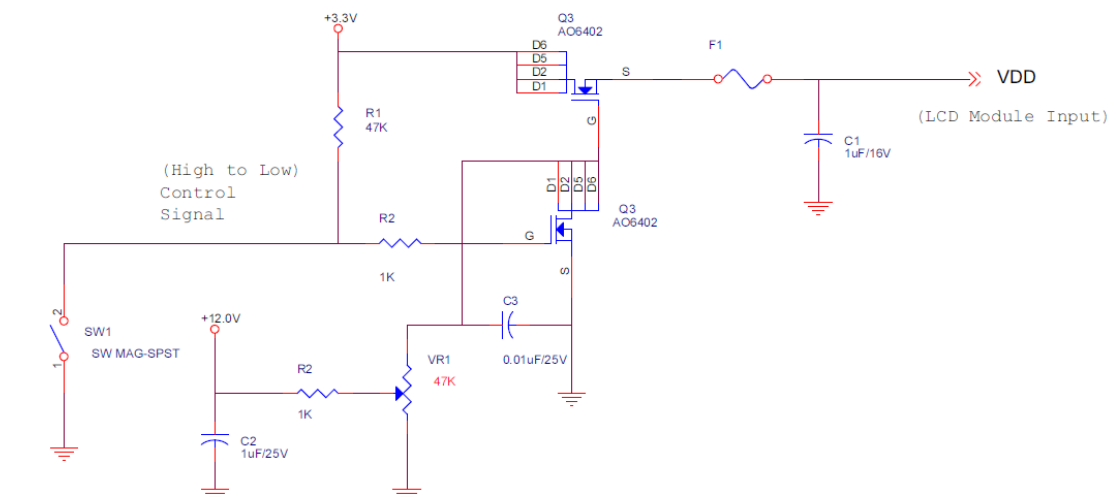 +3.3V
Q3
AO6402
D6
D5
D2
D1
S
G
F1
VDD
(LCD Module Input)
R1
47K
C1
1uF/16V
(High to Low)
Control
Signal
D1
D2
D5
D6
R2
1K
G
Q3
AO6402
S
2
SW1
SW MAG-SPST
1
+12.0V
C3
0.01uF/25V
VR1
47K
R2
1K
C2
1uF/25V